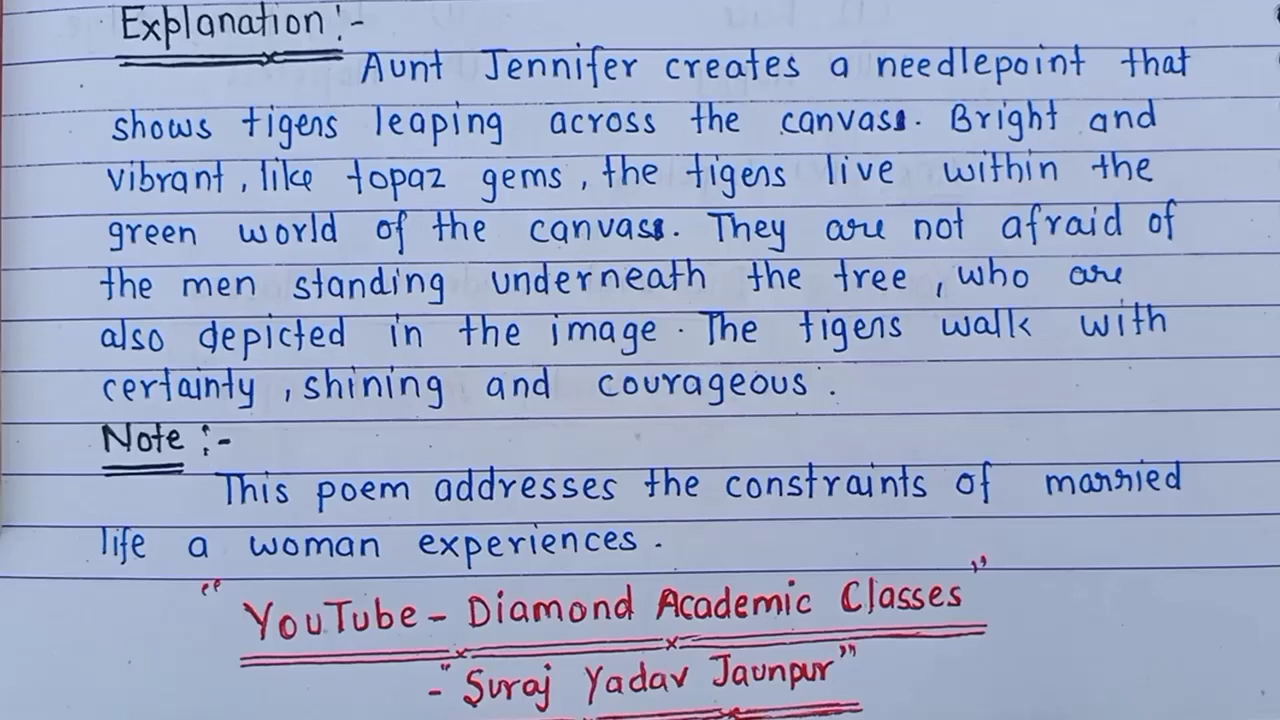 Explanation :-
Aunt Jennifer creates a needlepoint that
shows tigers leaping across the canvas. Bright and
vibrant, like topaz gems, the tigers live within the
green world of the canvas. They are not afraid of
the men standing underneath the tree, who are
also depicted in the image. The tigers walk with
certainty, shining and courageous.
Note :-
This poem addresses the constraints of married
life a woman experiences.
"YouTube - Diamond Academic Classes"
- "Suraj Yadav Jaunpur"